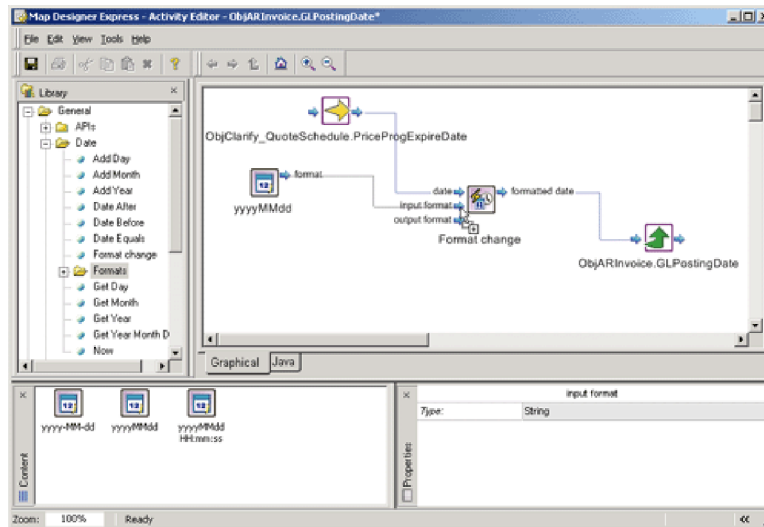 Map Designer Express - Activity Editor - ObjARInvoice.GLPostingDate*
File Edit View Tools Help
Library
General
APIs
Date
Add Day
Add Month
Add Year
Date After
Date Before
Date Equals
Format change
Formats
Get Day
Get Month
Get Year
Get Year Month D
Now
ObjClarify_QuoteSchedule.PriceProgExpireDate
format
yyyyMMdd
date
input format
output format
formatted date
Format change
ObjARInvoice.GLPostingDate
Graphical Java
Content
yyyy-MM-dd yyyyMMdd yyyyMMdd
HH:mm:ss
Properties
input format
Type: String
Zoom: 100% Ready